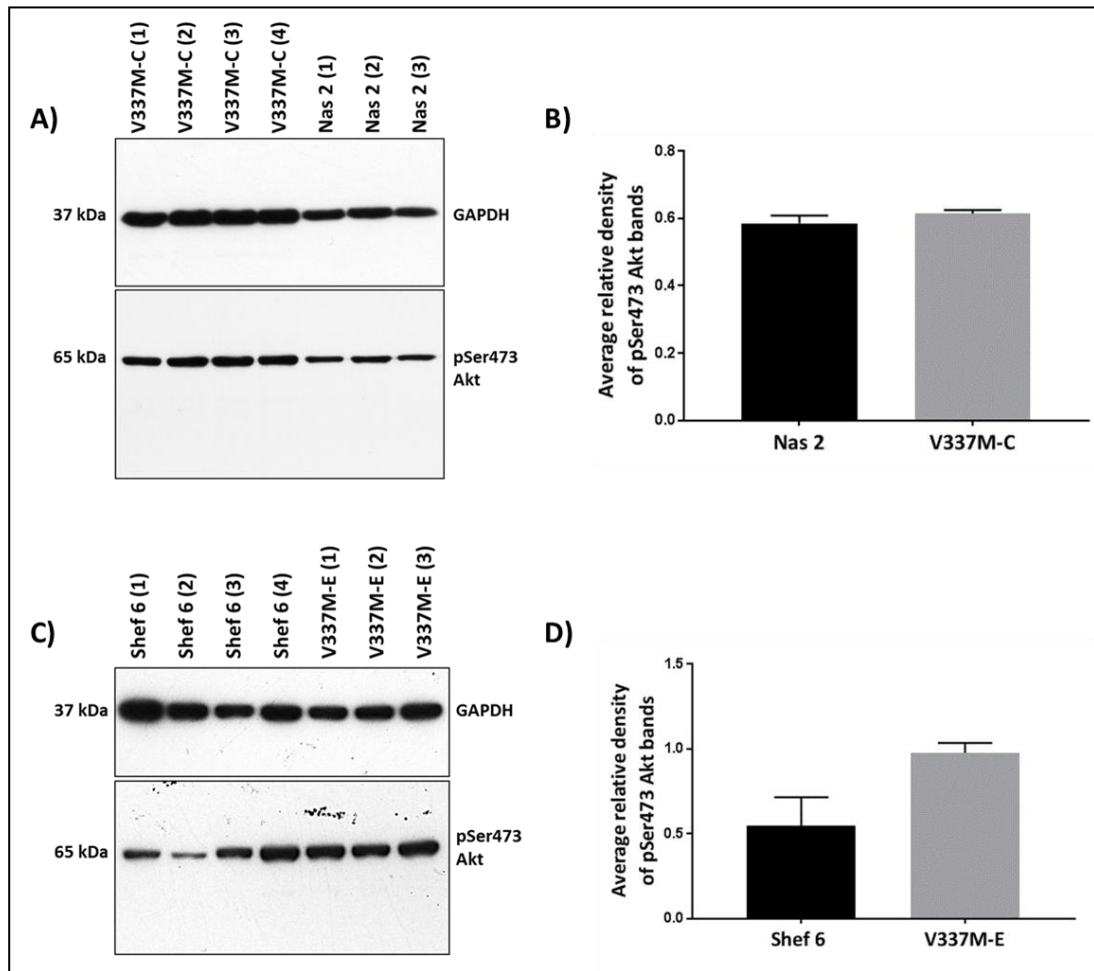 A)
V337M-C (1)
V337M-C (2)
V337M-C (3)
V337M-C (4)
Nas 2 (1)
Nas 2 (2)
Nas 2 (3)
37 kDa
GAPDH
65 kDa
pSer473
Akt
B)
Average relative density
of pSer473 Akt bands
0.8
0.6
0.4
0.2
0.0
Nas 2
V337M-C
C)
Shef 6 (1)
Shef 6 (2)
Shef 6 (3)
Shef 6 (4)
V337M-E (1)
V337M-E (2)
V337M-E (3)
37 kDa
GAPDH
65 kDa
pSer473
Akt
D)
Average relative density
of pSer473 Akt bands
1.5
1.0
0.5
0.0
Shef 6
V337M-E